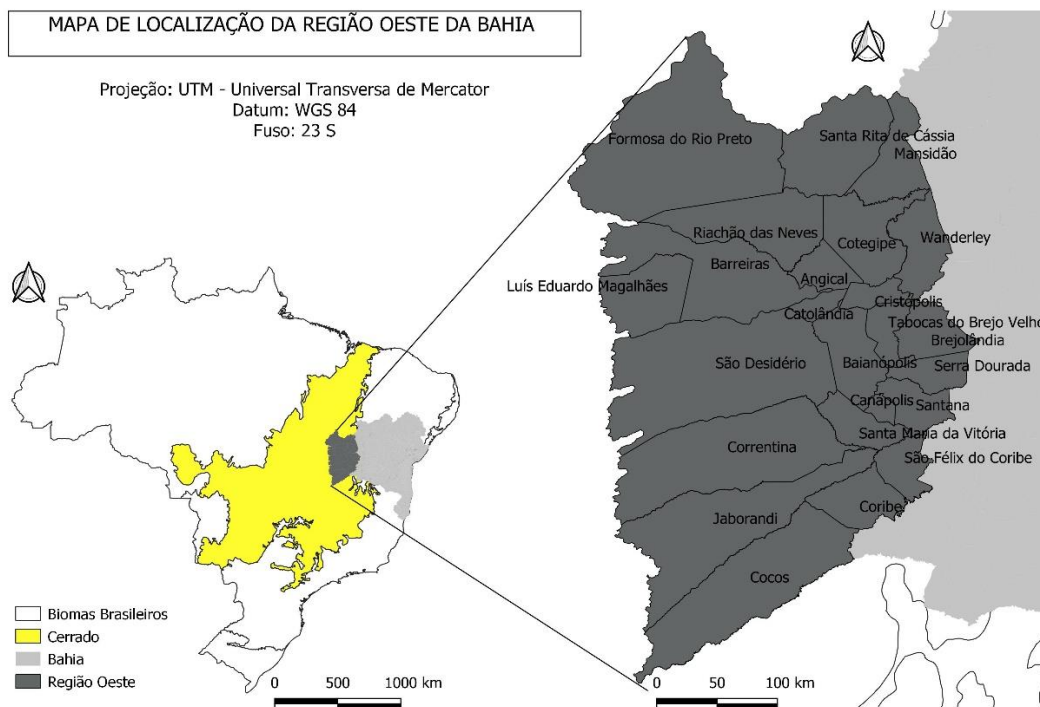 MAPA DE LOCALIZAÇÃO DA REGIÃO OESTE DA BAHIA
Projeção: UTM - Universal Transversa de Mercator
Datum: WGS 84
Fuso: 23 S
Formosa do Rio Preto
Santa Rita de Cássia
Mansidão
Riachão das Neves
Cotegipe
Wanderley
Barreiras
Angical
Luís Eduardo Magalhães
Cristópolis
Catolândia
Tabocas do Brejo Velho
Brejolândia
São Desidério
Baianópolis
Serra Dourada
Canápolis
Santana
Santa Maria da Vitória
Correntina
São Félix do Coribe
Jaborandi
Coribe
Cocos
Biomas Brasileiros
Cerrado
Bahia
Região Oeste
0 500 1000 km
0 50 100 km